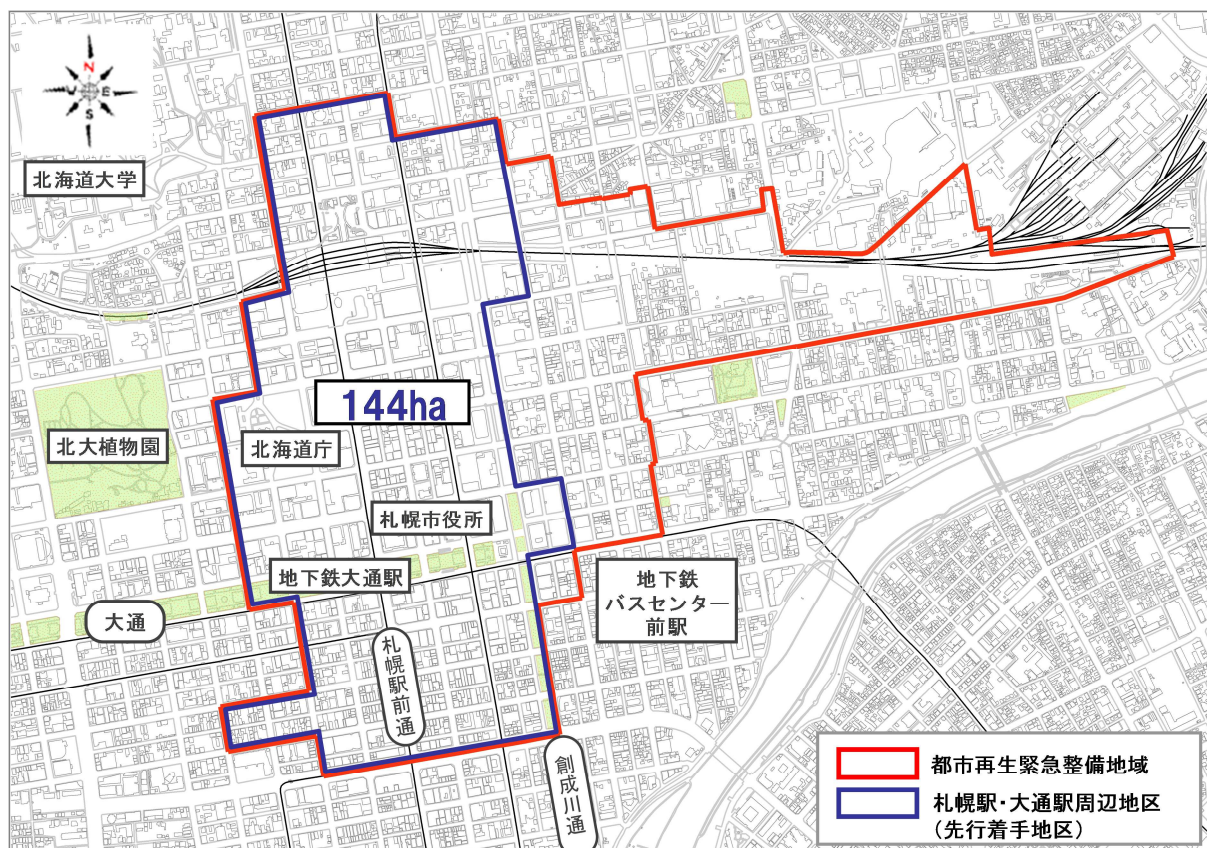 N
E
S
北海道大学
144ha
北大植物園
北海道庁
札幌市役所
地下鉄大通駅
地下鉄
バスセンター
前駅
大通
札幌駅前通
創成川通
都市再生緊急整備地域
札幌駅・大通駅周辺地区
(先行着手地区)